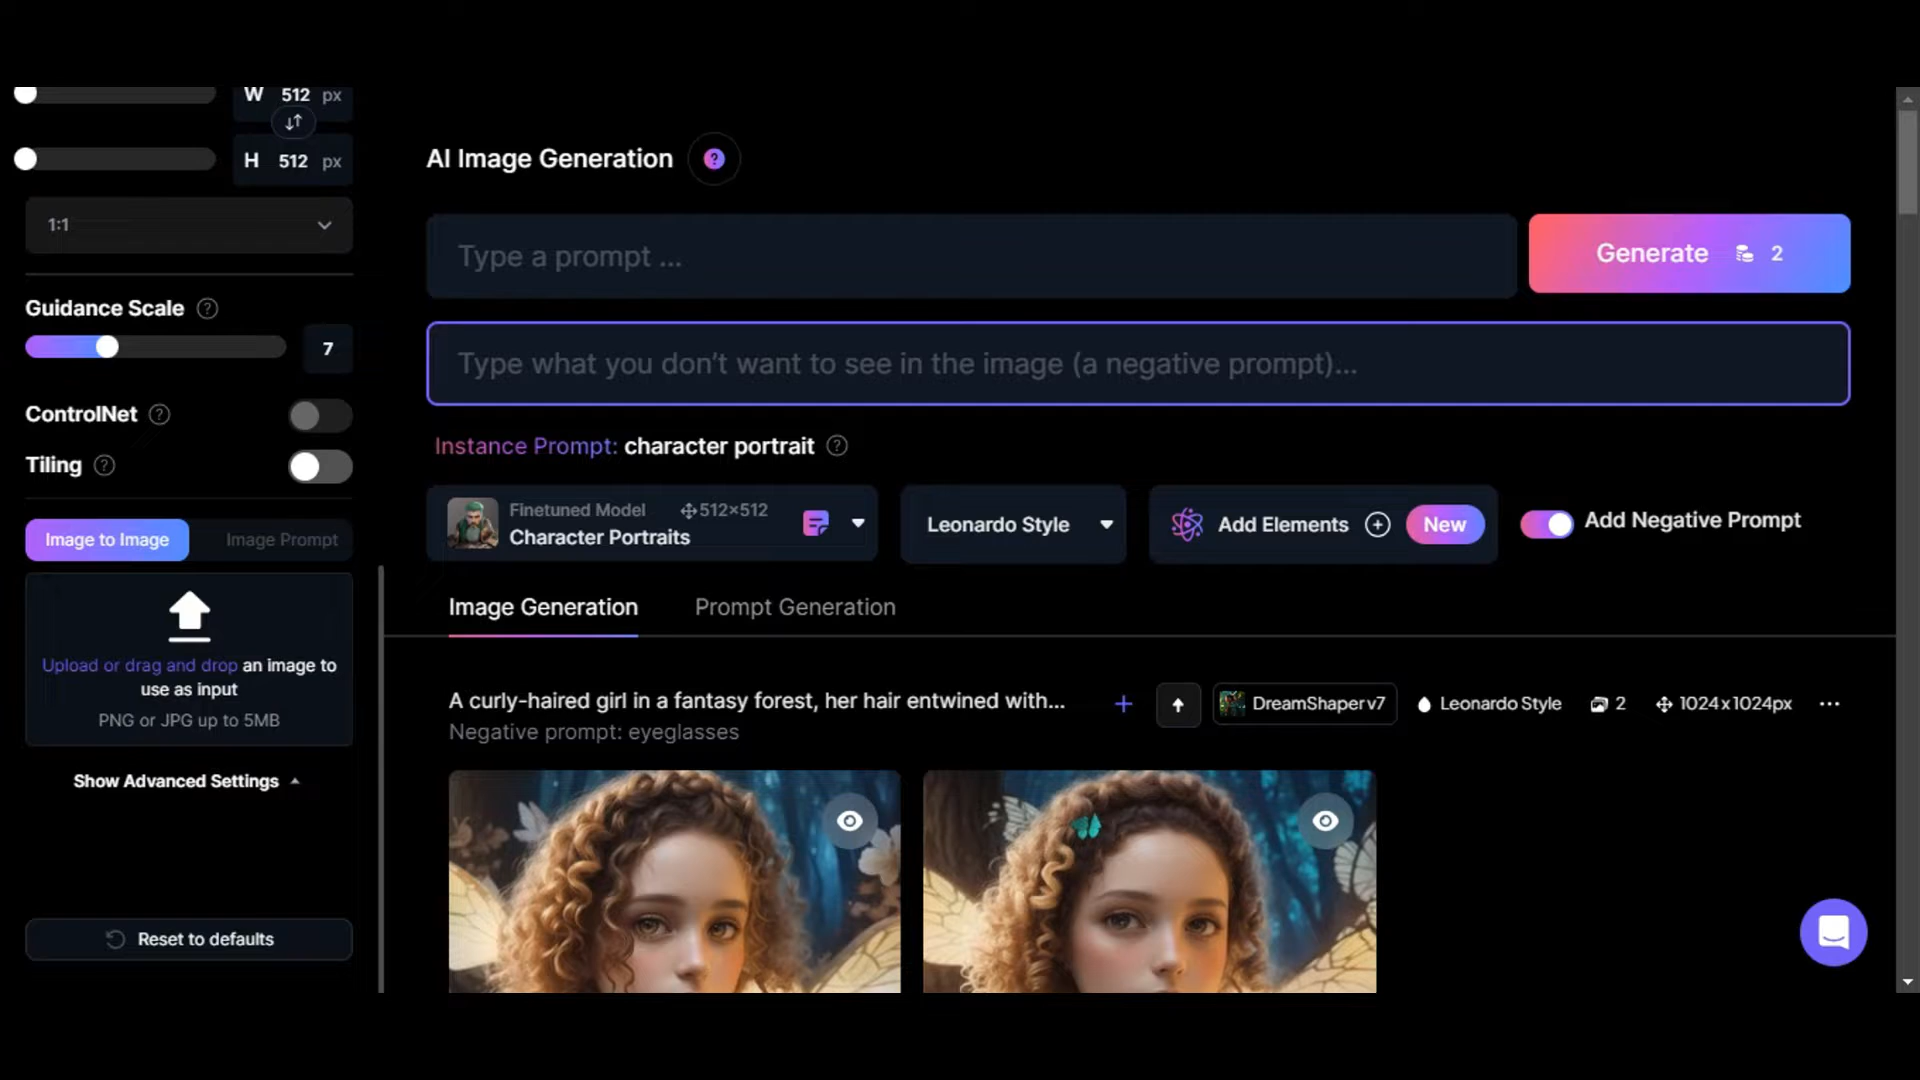 W 512 px
H 512 px
1:1
Guidance Scale ?
7
ControlNet ?
Tiling ?
Image to Image Image Prompt
Upload or drag and drop an image to
use as input
PNG or JPG up to 5MB
Show Advanced Settings
Reset to defaults
AI Image Generation ?
Type a prompt ...
Generate 2
Type what you don't want to see in the image (a negative prompt)...
Instance Prompt: character portrait ?
Finetuned Model 512×512
Character Portraits
Leonardo Style
Add Elements New
Add Negative Prompt
Image Generation Prompt Generation
A curly-haired girl in a fantasy forest, her hair entwined with...
DreamShaper v7 Leonardo Style 2 1024x1024px ...
Negative prompt: eyeglasses